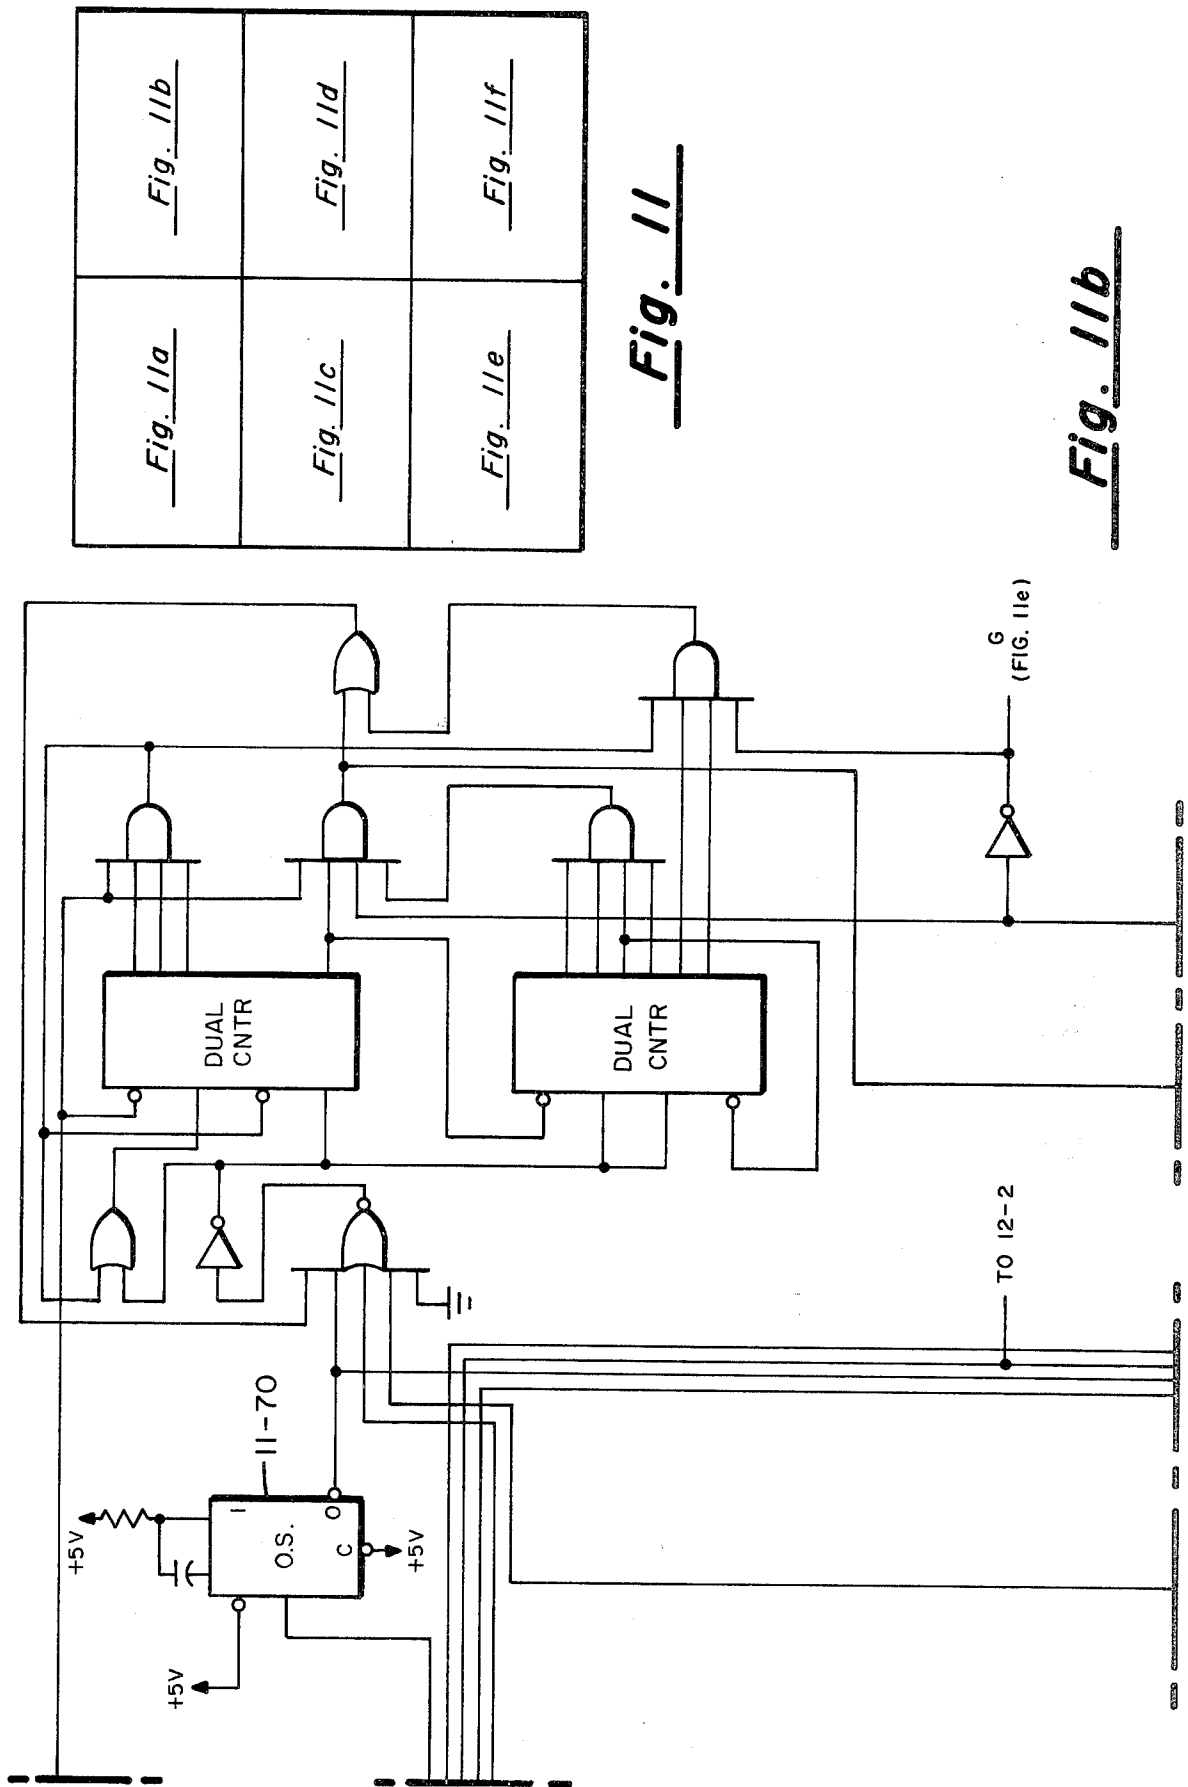 Fig. 11a
Fig. 11b
Fig. 11c
Fig. 11d
Fig. 11e
Fig. 11f
Fig. 11
+5V
+5V
I
O.S.
O
C
+5V
11-70
DUAL
CNTR
DUAL
CNTR
TO 12-2
G
(FIG. 11e)
Fig. 11b